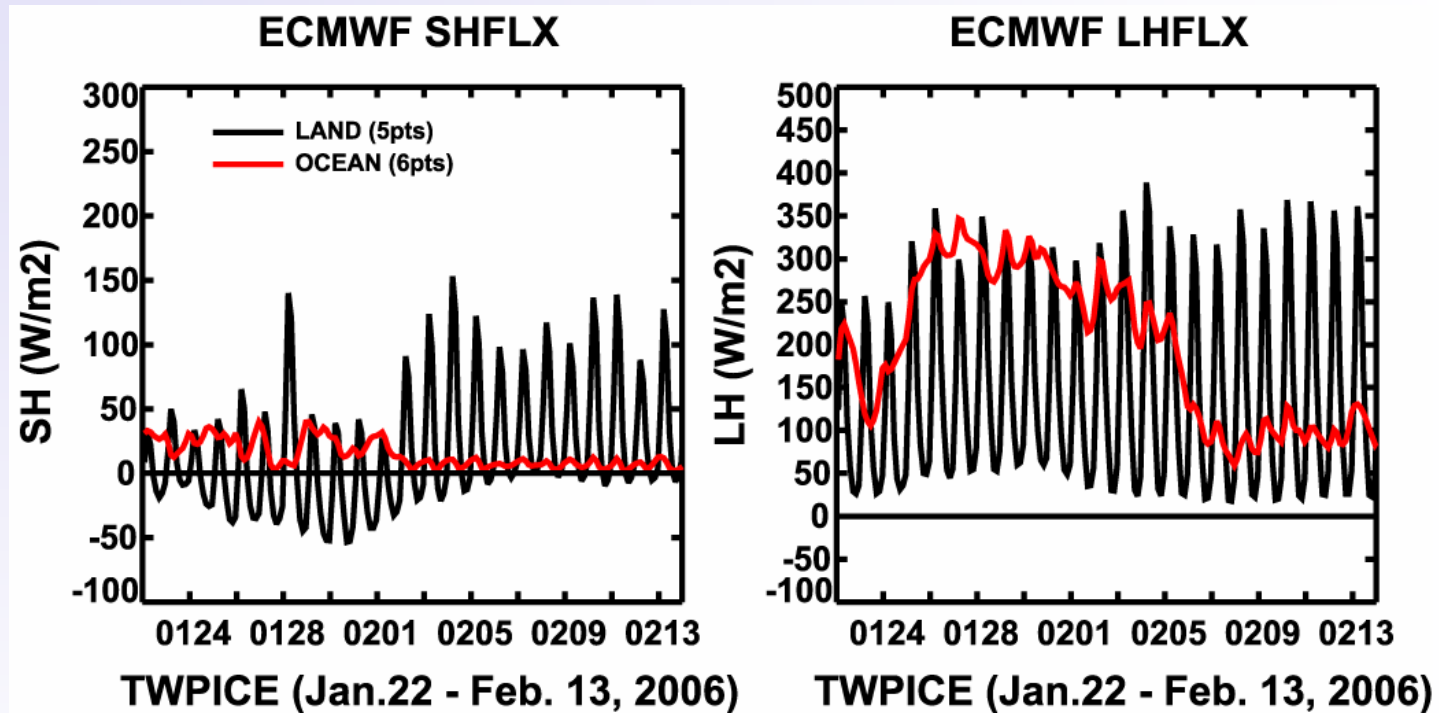 ECMWF SHFLX
300
250
200
150
100
50
0
-50
-100
SH (W/m2)
LAND (5pts)
OCEAN (6pts)
0124 0128 0201 0205 0209 0213
TWPICE (Jan.22 - Feb. 13, 2006)
ECMWF LHFLX
500
450
400
350
300
250
200
150
100
50
0
-50
-100
LH (W/m2)
0124 0128 0201 0205 0209 0213
TWPICE (Jan.22 - Feb. 13, 2006)